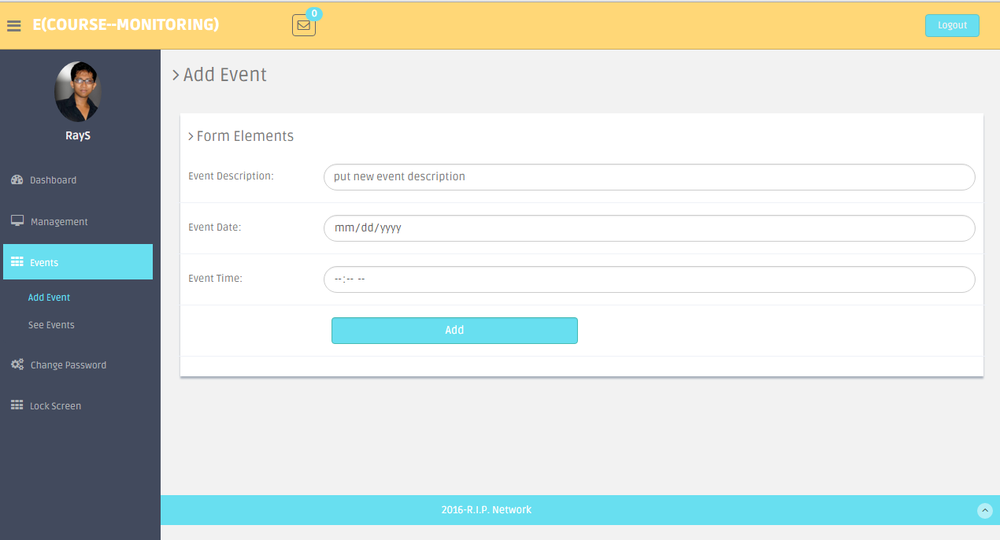 E(COURSE--MONITORING)
0
Logout
RayS
Dashboard
Management
Events
Add Event
See Events
Change Password
Lock Screen
> Add Event
> Form Elements
Event Description:
put new event description
Event Date:
mm/dd/yyyy
Event Time:
--:-- --
Add
2016-R.I.P. Network